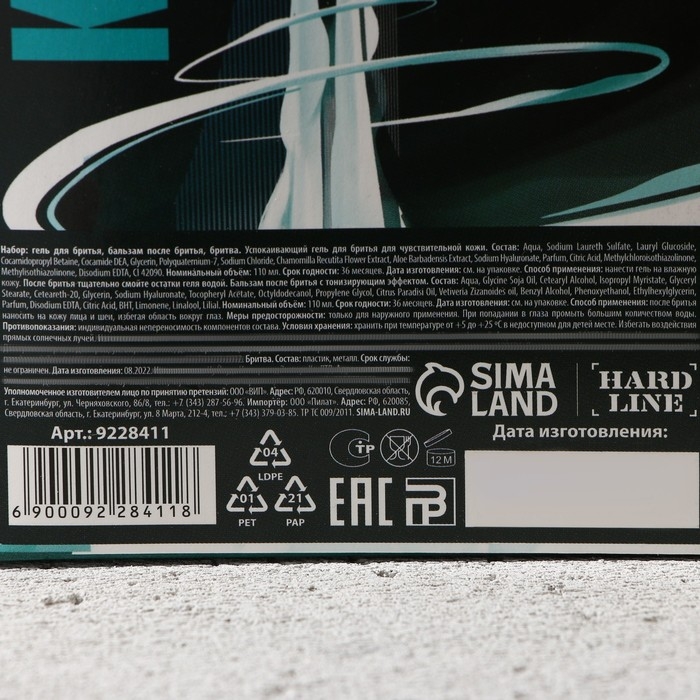 Набор: гель для бритья, бальзам после бритья, бритва. Успокаивающий гель для бритья для чувствительной кожи. Состав: Aqua, Sodium Laureth Sulfate, Lauryl Glucoside,
Cocamidopropyl Betaine, Cocamide DEA, Glycerin, Polyquaternium-7, Sodium Chloride, Chamomilla Recutita Flower Extract, Aloe Barbadensis Extract, Sodium Hyaluronate, Parfum, Citric Acid, Methylchloroisothiazolinone,
Methylisothiazolinone, Disodium EDTA, CI 42090. Номинальный объём: 110 мл. Срок годности: 36 месяцев. Дата изготовления: см. на упаковке. Способ применения: нанести гель на влажную
кожу. После бритья тщательно смойте остатки геля водой. Бальзам после бритья с тонизирующим эффектом. Состав: Aqua, Glycine Soja Oil, Cetearyl Alcohol, Isopropyl Myristate, Glyceryl
Stearate, Ceteareth-20, Glycerin, Sodium Hyaluronate, Tocopheryl Acetate, Octyldodecanol, Propylene Glycol, Citrus Paradisi Oil, Vetiveria Zizanoides oil, Benzyl Alcohol, Phenoxyethanol, Ethylhexylglycerin,
Parfum, Disodium EDTA, Citric Acid, BHT, Limonene, Linalool, Lilial. Номинальный объём: 110 мл. Срок годности: 36 месяцев. Дата изготовления: см. на упаковке. Способ применения: после бритья
наносить на кожу лица и шеи, избегая область вокруг глаз. Меры предосторожности: только для наружного применения. При попадании в глаза промыть большим количеством воды.
Противопоказания: индивидуальная непереносимость компонентов состава. Условия хранения: хранить при температуре от +5 до +25 °C в недоступном для детей месте. Избегать воздействия
прямых солнечных лучей.
Бритва. Состав: пластик, металл. Срок службы:
не ограничен. Дата изготовления: 08.2022.
Уполномоченное изготовителем лицо по принятию претензий: ООО «ВИП». Адрес: РФ, 620010, Свердловская область,
г. Екатеринбург, ул. Черняховского, 86/8, тел.: +7 (343) 287-56-96. Импортёр: ООО «Пилат». Адрес: РФ, 620085,
Свердловская область, г. Екатеринбург, ул. 8 Марта, 212-4, тел.: +7 (343) 379-03-85. ТР ТС 009/2011. SIMA-LAND.RU
SIMA
LAND
HARD
LINE
Арт.: 9228411
Дата изготовления:
6 900092 284118
04
LDPE
01
PET
21
PAP
СТР
12 М
EAC